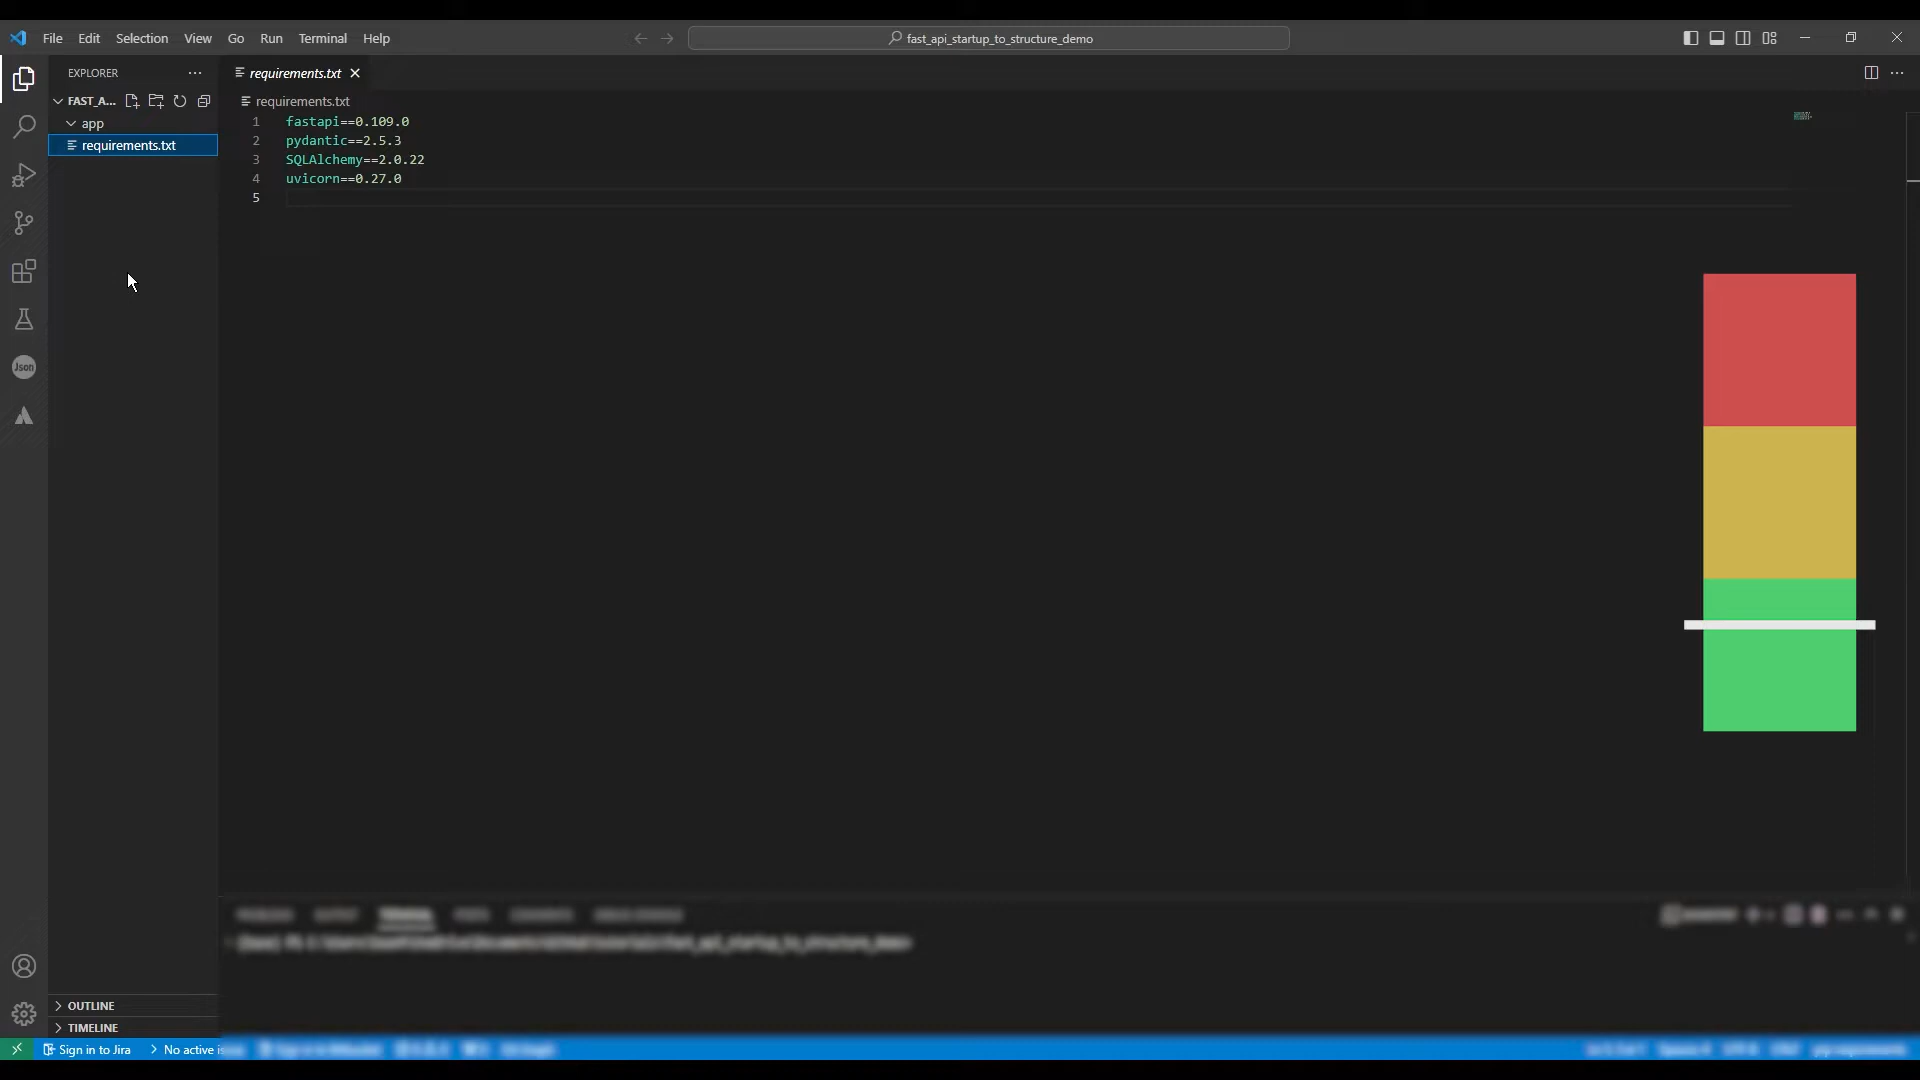 File Edit Selection View Go Run Terminal Help
fast_api_startup_to_structure_demo
EXPLORER
requirements.txt
FAST_A...
requirements.txt
app
requirements.txt
1 fastapi==0.109.0
2 pydantic==2.5.3
3 SQLAlchemy==2.0.22
4 uvicorn==0.27.0
5
Json
OUTLINE
TIMELINE
Sign in to Jira
No active